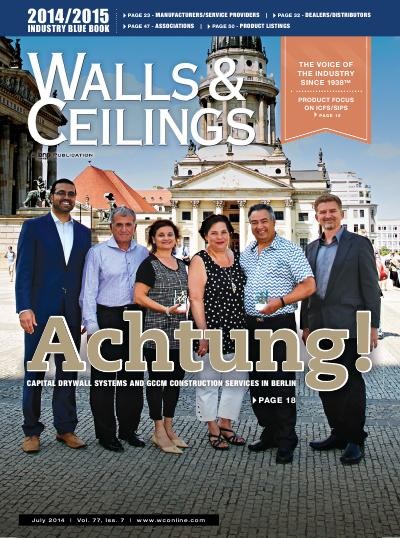 2014/2015
INDUSTRY BLUE BOOK
PAGE 23 - MANUFACTURERS/SERVICE PROVIDERS | PAGE 32 - DEALERS/DISTRIBUTORS
PAGE 47 - ASSOCIATIONS | PAGE 50 - PRODUCT LISTINGS
WALLS &
CEILINGS
bnp PUBLICATION
THE VOICE OF
THE INDUSTRY
SINCE 1938™
PRODUCT FOCUS
ON ICFS/SIPS
PAGE 12
Achtung!
CAPITAL DRYWALL SYSTEMS AND GCCM CONSTRUCTION SERVICES IN BERLIN
PAGE 18
July 2014 | Vol. 77, Iss. 7 | www.wconline.com